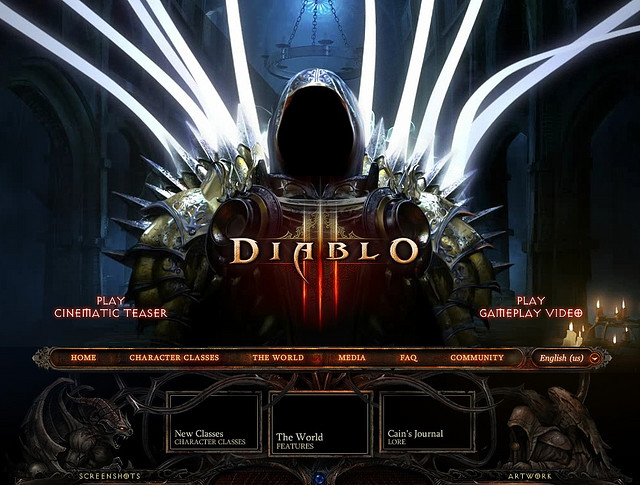 DIABLO
III
PLAY
CINEMATIC TEASER
PLAY
GAMEPLAY VIDEO
HOME CHARACTER CLASSES THE WORLD MEDIA FAQ COMMUNITY English (us)
New Classes
CHARACTER CLASSES
The World
FEATURES
Cain's Journal
LORE
SCREENSHOTS ARTWORK